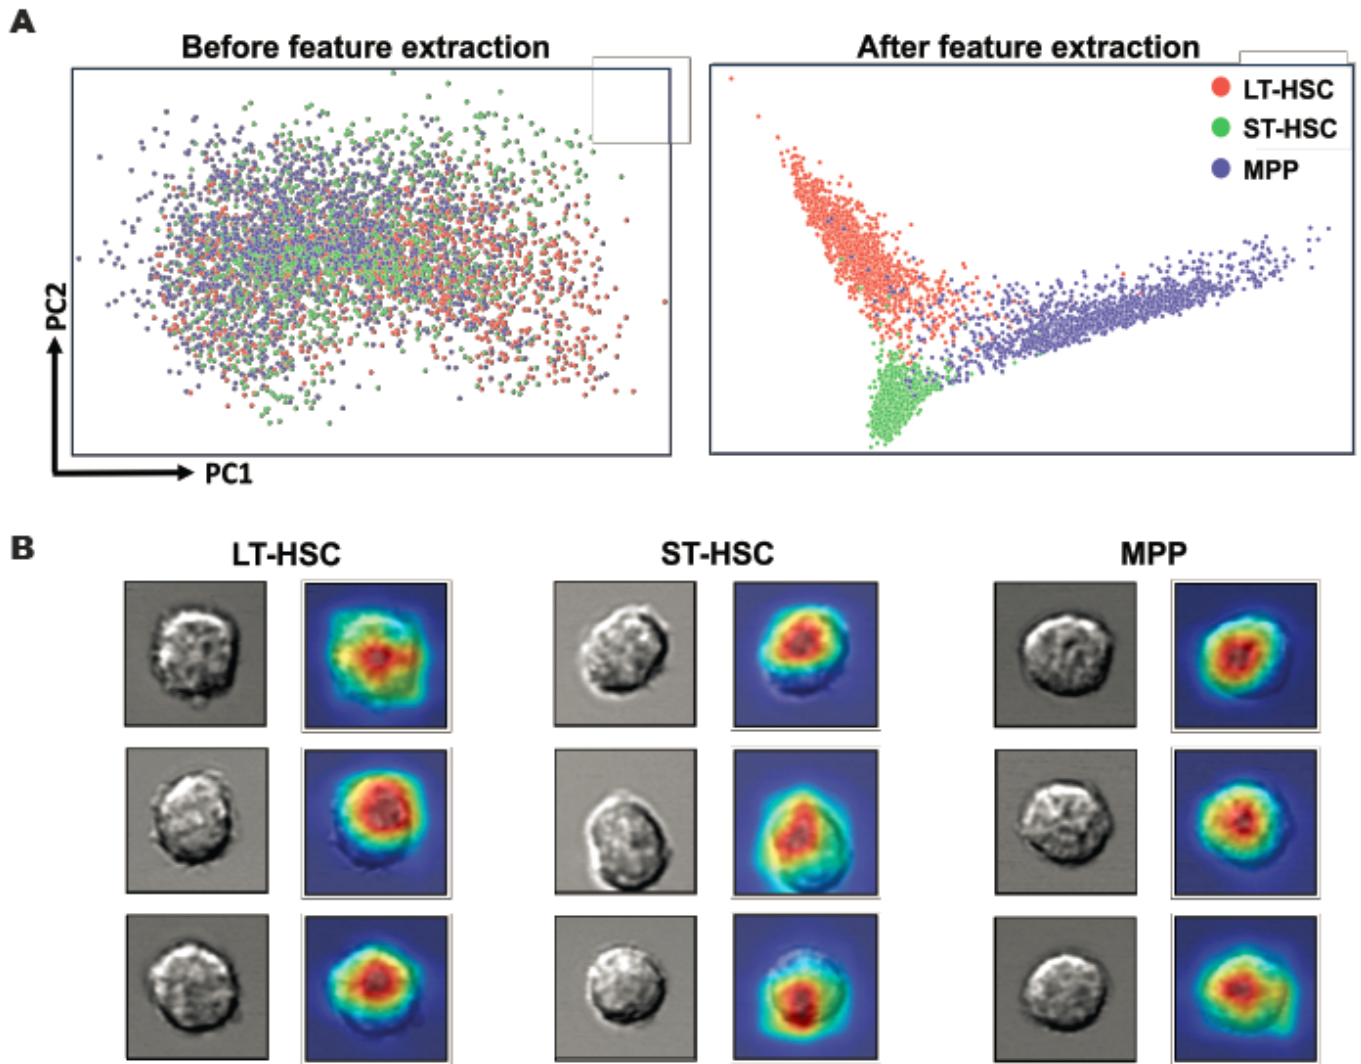 A
Before feature extraction
After feature extraction
LT-HSC
ST-HSC
MPP
PC2
PC1
B
LT-HSC
ST-HSC
MPP